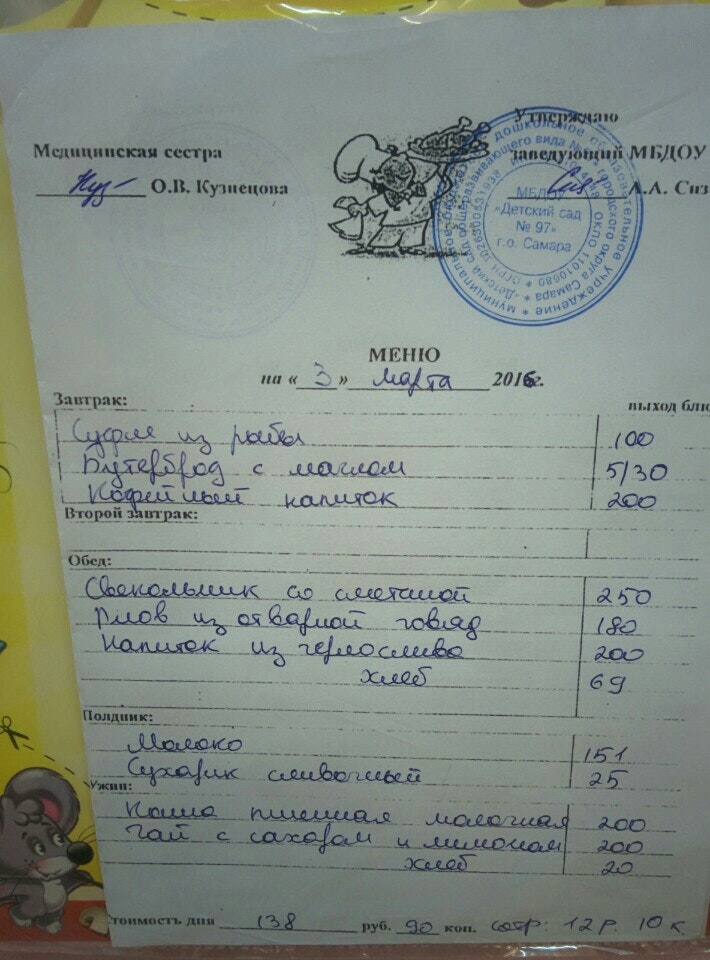 Утверждаю
Медицинская сестра
заведующий МБДОУ
О.В. Кузнецова
А.А. Сиз
МБДОУ
«Детский сад
№ 97»
г.о. Самара
МЕНЮ
на « 3 » марта 2016г.
Завтрак:
выход блю
Суфле из рыбы 100
Бутерброд с маслом 5/30
Кофейный напиток 200
Второй завтрак:
Обед:
Свекольник со сметаной 250
Плов из отварной говяд 180
Напиток из чернослива 200
хлеб 69
Полдник:
Молоко 151
Сухарик сливочный 25
Ужин:
Каша пшенная молочная 200
Чай с сахаром и лимоном 200
хлеб 20
Стоимость дня 138 руб. 90 коп. сотр: 12 р. 10 к